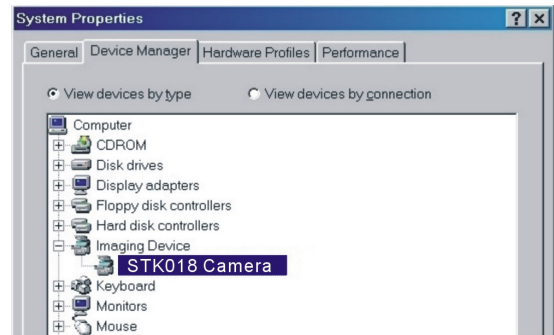 System Properties
General Device Manager Hardware Profiles Performance
View devices by type View devices by connection
Computer
CDROM
Disk drives
Display adapters
Floppy disk controllers
Hard disk controllers
Imaging Device
STK018 Camera
Keyboard
Monitors
Mouse